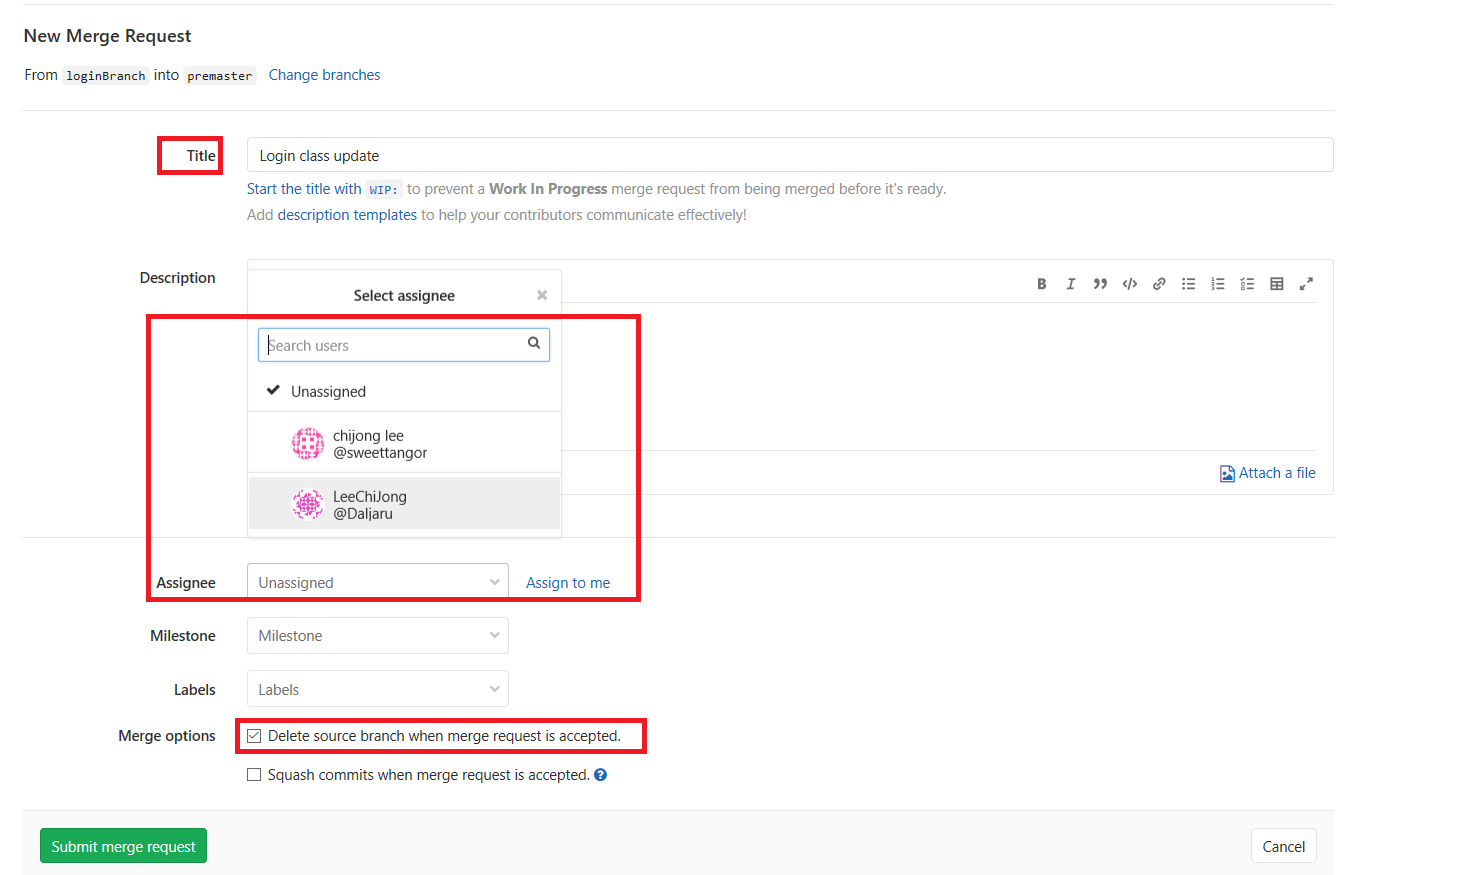 New Merge Request
From loginBranch into premaster Change branches
Title Login class update
Start the title with WIP: to prevent a Work In Progress merge request from being merged before it's ready.
Add description templates to help your contributors communicate effectively!
Description
Select assignee
Search users
Unassigned
chijong lee
@sweettangor
LeeChiJong
@Daljaru
Attach a file
Assignee Unassigned Assign to me
Milestone Milestone
Labels Labels
Merge options Delete source branch when merge request is accepted.
Squash commits when merge request is accepted.
Submit merge request Cancel